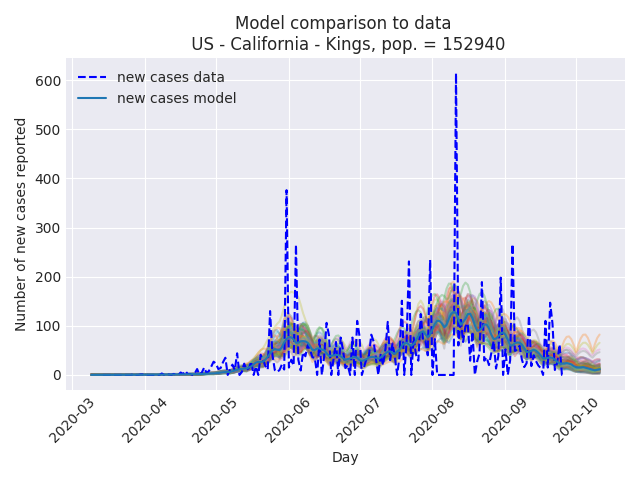 Model comparison to data
US - California - Kings, pop. = 152940
new cases data
new cases model
Number of new cases reported
600
500
400
300
200
100
0
2020-03
2020-04
2020-05
2020-06
2020-07
2020-08
2020-09
2020-10
Day